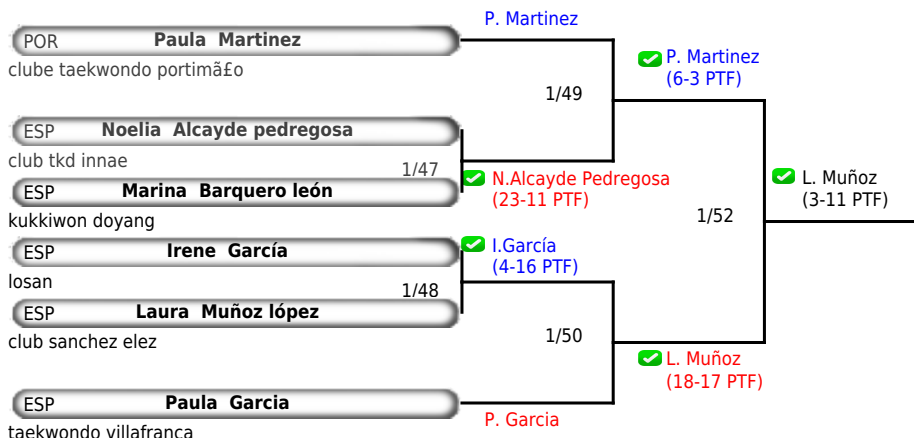 P. Martinez
POR Paula Martinez
clube taekwondo portimã£o
P. Martinez
(6-3 PTF)
1/49
ESP Noelia Alcayde pedregosa
club tkd innae
1/47
N.Alcayde Pedregosa
(23-11 PTF)
ESP Marina Barquero león
kukkiwon doyang
L. Muñoz
(3-11 PTF)
1/52
ESP Irene García
losan
I.García
(4-16 PTF)
1/48
ESP Laura Muñoz lópez
club sanchez elez
1/50
L. Muñoz
(18-17 PTF)
ESP Paula Garcia
P. Garcia
taekwondo villafranca